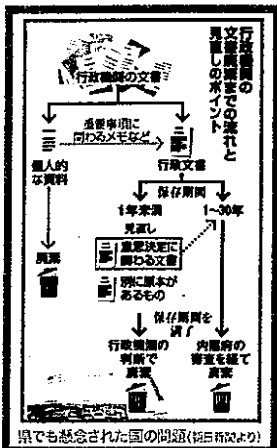 行政機関の
文書廃棄までの流れと
見直しのポイント
行政機関の文書
重要事項に
関わるメモなど
個人的
な資料
行政文書
保存期間
1年未満
1〜30年
見直し
意思決定に
関わる文書
別に原本が
あるもの
保存期間を
満了
廃棄
行政機関の
判断で
廃棄
内閣府の
審査を経て
廃棄
県でも懸念された国の問題(毎日新聞より)